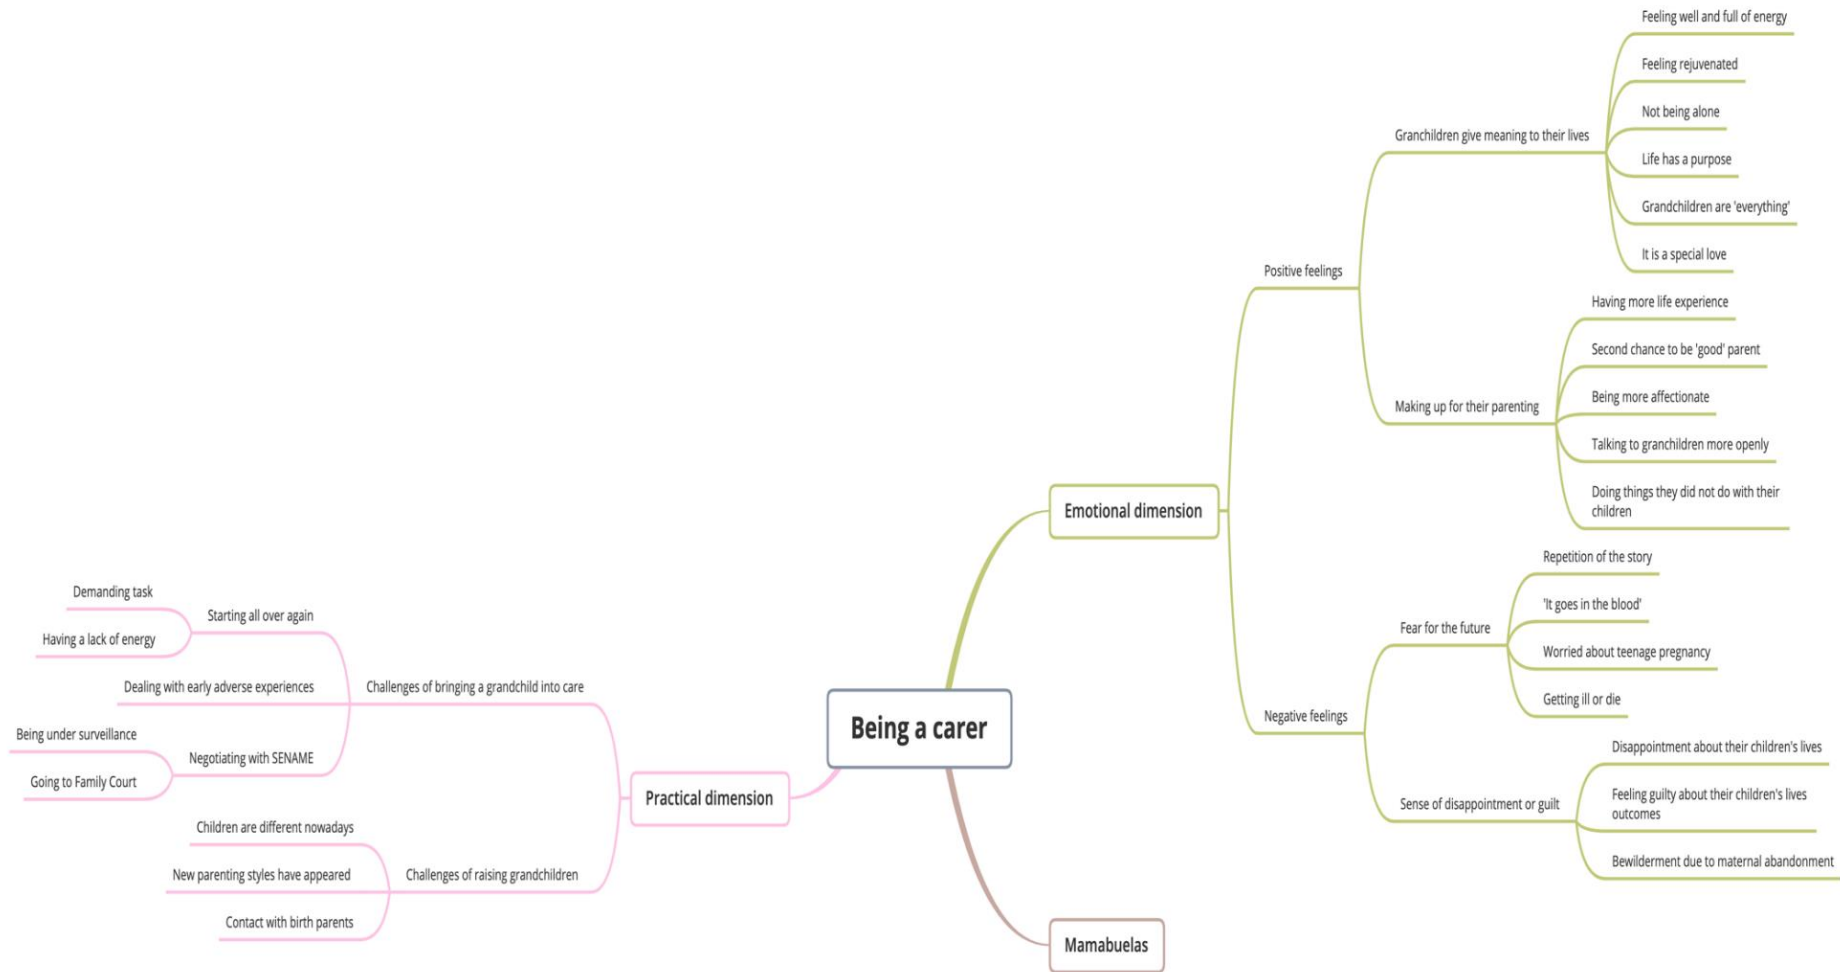 Being a carer
Emotional dimension
Positive feelings
Granchildren give meaning to their lives
Feeling well and full of energy
Feeling rejuvenated
Not being alone
Life has a purpose
Grandchildren are 'everything'
It is a special love
Making up for their parenting
Having more life experience
Second chance to be 'good' parent
Being more affectionate
Talking to granchildren more openly
Doing things they did not do with their
children
Negative feelings
Fear for the future
Repetition of the story
'It goes in the blood'
Worried about teenage pregnancy
Getting ill or die
Sense of disappointment or guilt
Disappointment about their children's lives
Feeling guilty about their children's lives
outcomes
Bewilderment due to maternal abandonment
Mamabuelas
Practical dimension
Challenges of bringing a grandchild into care
Starting all over again
Demanding task
Having a lack of energy
Dealing with early adverse experiences
Negotiating with SENAME
Being under surveillance
Going to Family Court
Challenges of raising grandchildren
Children are different nowadays
New parenting styles have appeared
Contact with birth parents